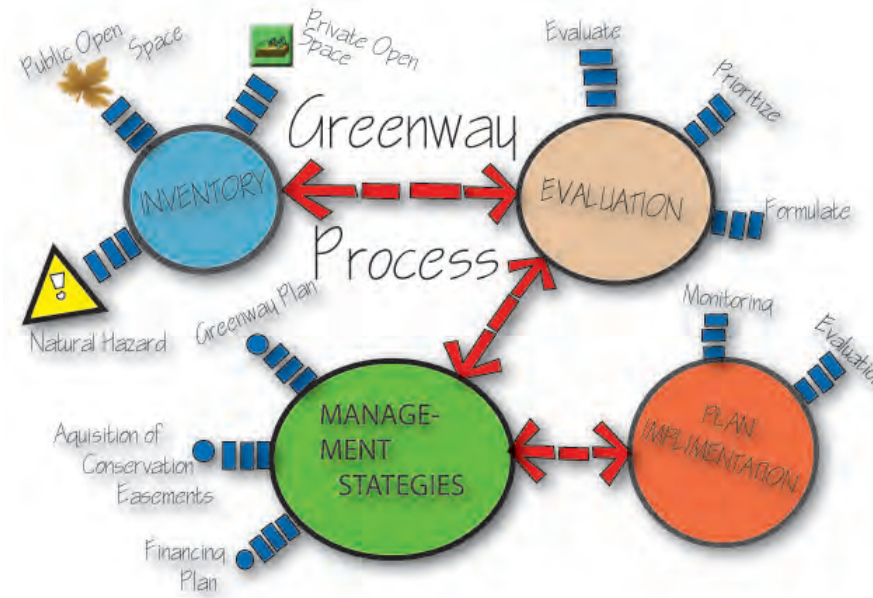 Public Open
Space
Private Open
Space
Evaluate
Prioritize
Greenway
Process
INVENTORY
EVALUATION
Formulate
Natural Hazard
Greenway Plan
Monitoring
Evaluation
MANAGE-
MENT
STATEGIES
PLAN
IMPLIMENTATION
Aquisition of
Conservation
Easements
Financing
Plan